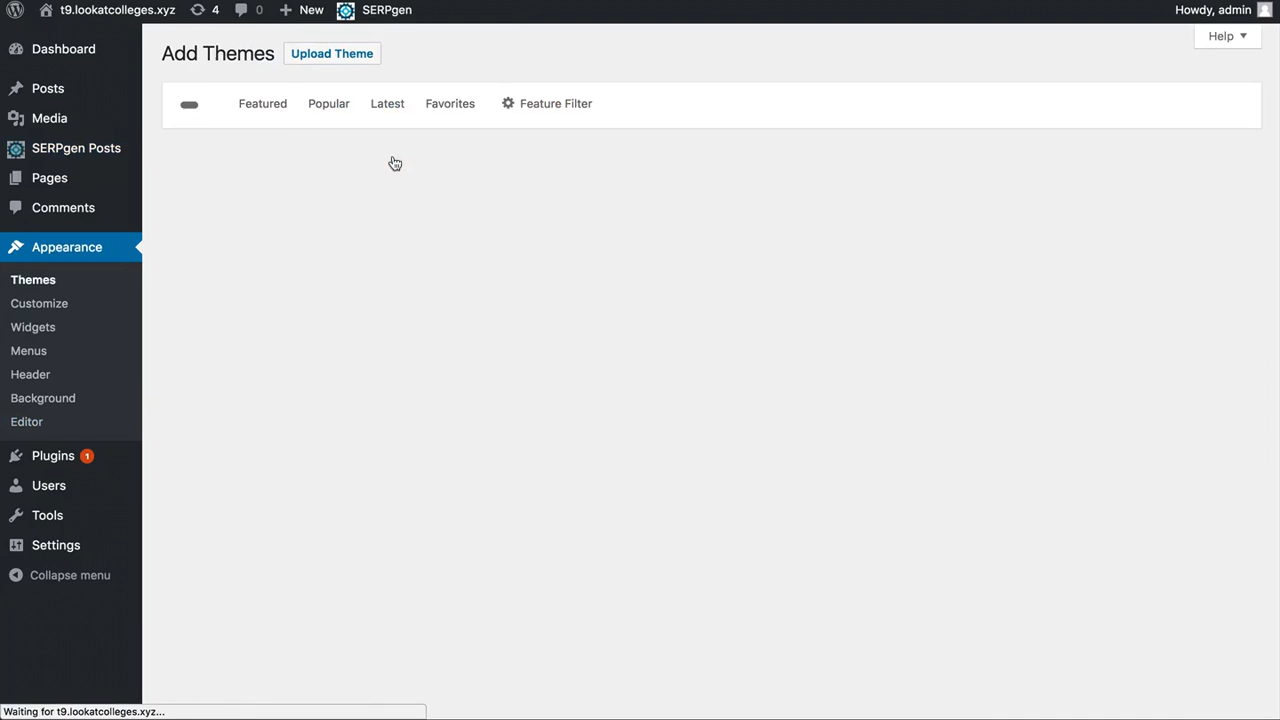 t9.lookatcolleges.xyz 4 0 New SERPgen Howdy, admin
Help
Add Themes Upload Theme
Featured Popular Latest Favorites Feature Filter
Dashboard
Posts
Media
SERPgen Posts
Pages
Comments
Appearance
Themes
Customize
Widgets
Menus
Header
Background
Editor
Plugins 1
Users
Tools
Settings
Collapse menu
Waiting for t9.lookatcolleges.xyz...